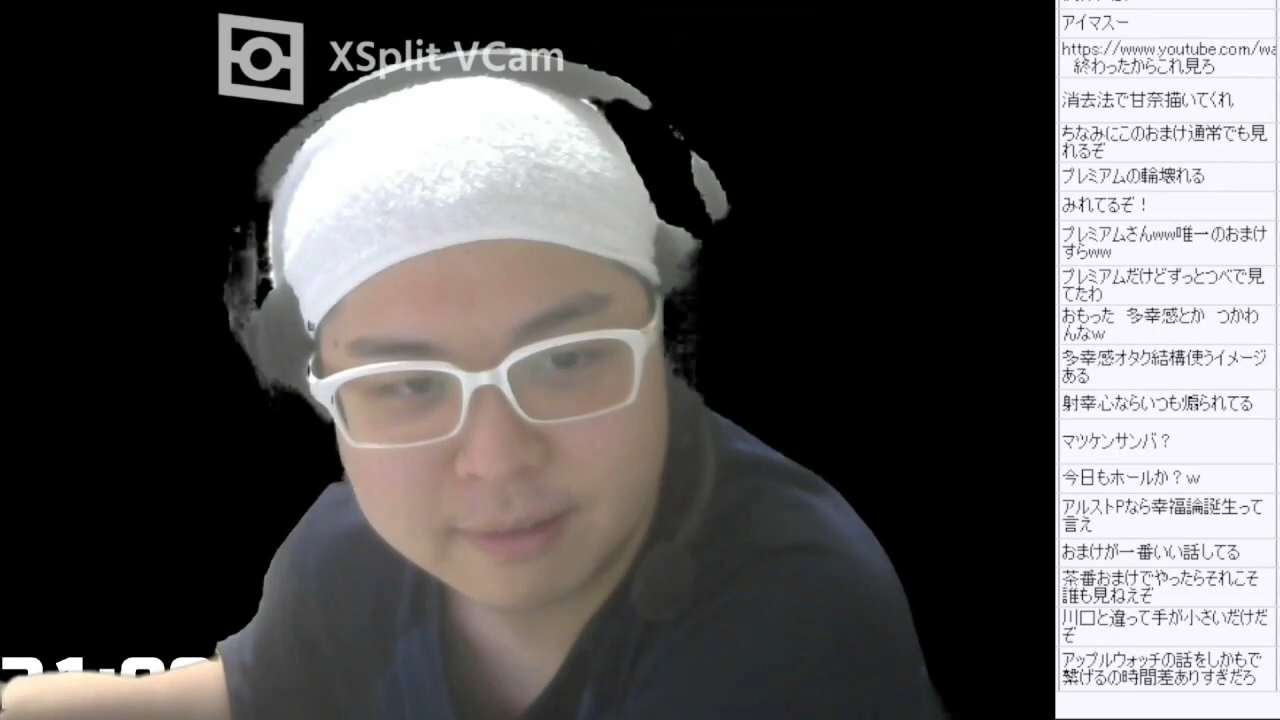 XSplit VCam
アイマスー
https://www.youtube.com/wa
終わったからこれ見ろ
消去法で甘奈描いてくれ
ちなみにこのおまけ通常でも見
れるぞ
プレミアムの輪壊れる
みれてるぞ！
プレミアムさんww唯一のおまけ
すらww
プレミアムだけどずっとつべで見
てたわ
おもった 多幸感とか つかわ
んなw
多幸感オタク結構使うイメージ
ある
射幸心ならいつも煽られてる
マツケンサンバ？
今日もホールか？w
アルストPなら幸福論誕生って
言え
おまけが一番いい話してる
茶番おまけでやったらそれこそ
誰も見ねえぞ
川口と違って手が小さいだけだ
ぞ
アップルウォッチの話をしかもで
繋げるの時間差ありすぎだろ